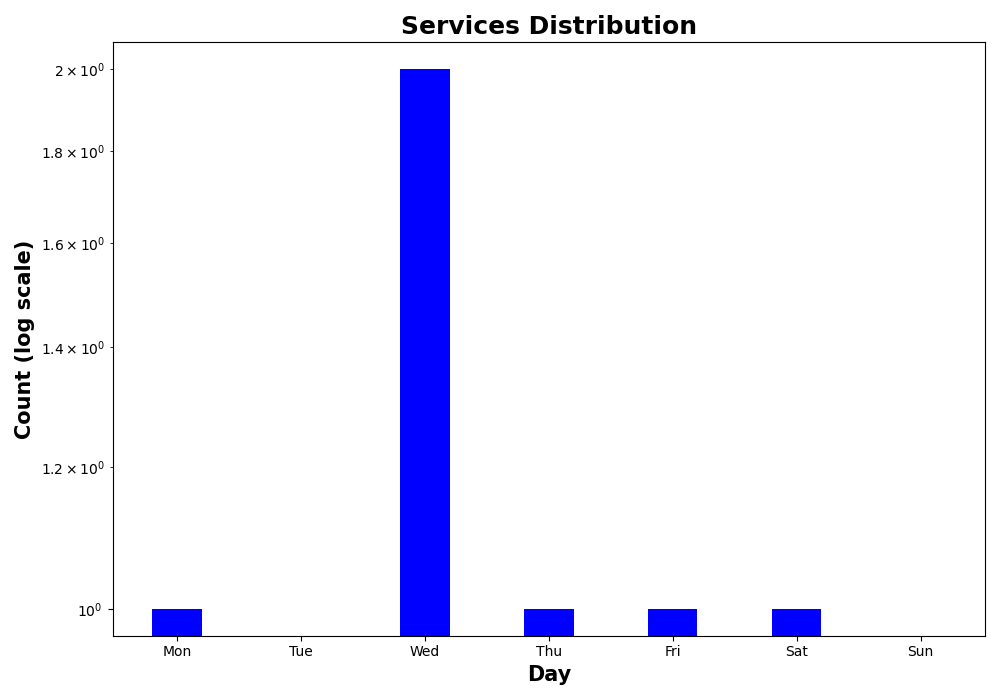 Services Distribution
Count (log scale)
2 × 10⁰
1.8 × 10⁰
1.6 × 10⁰
1.4 × 10⁰
1.2 × 10⁰
10⁰
Mon Tue Wed Thu Fri Sat Sun
Day